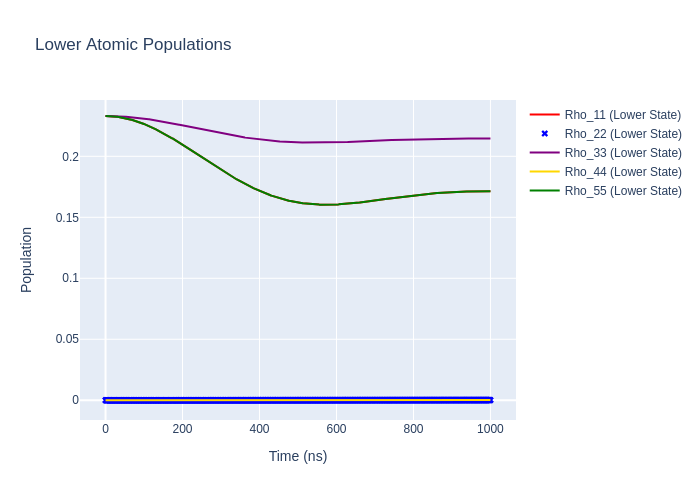 Lower Atomic Populations
Rho_11 (Lower State)
Rho_22 (Lower State)
Rho_33 (Lower State)
Rho_44 (Lower State)
Rho_55 (Lower State)
Population
0.2
0.15
0.1
0.05
0
0 200 400 600 800 1000
Time (ns)